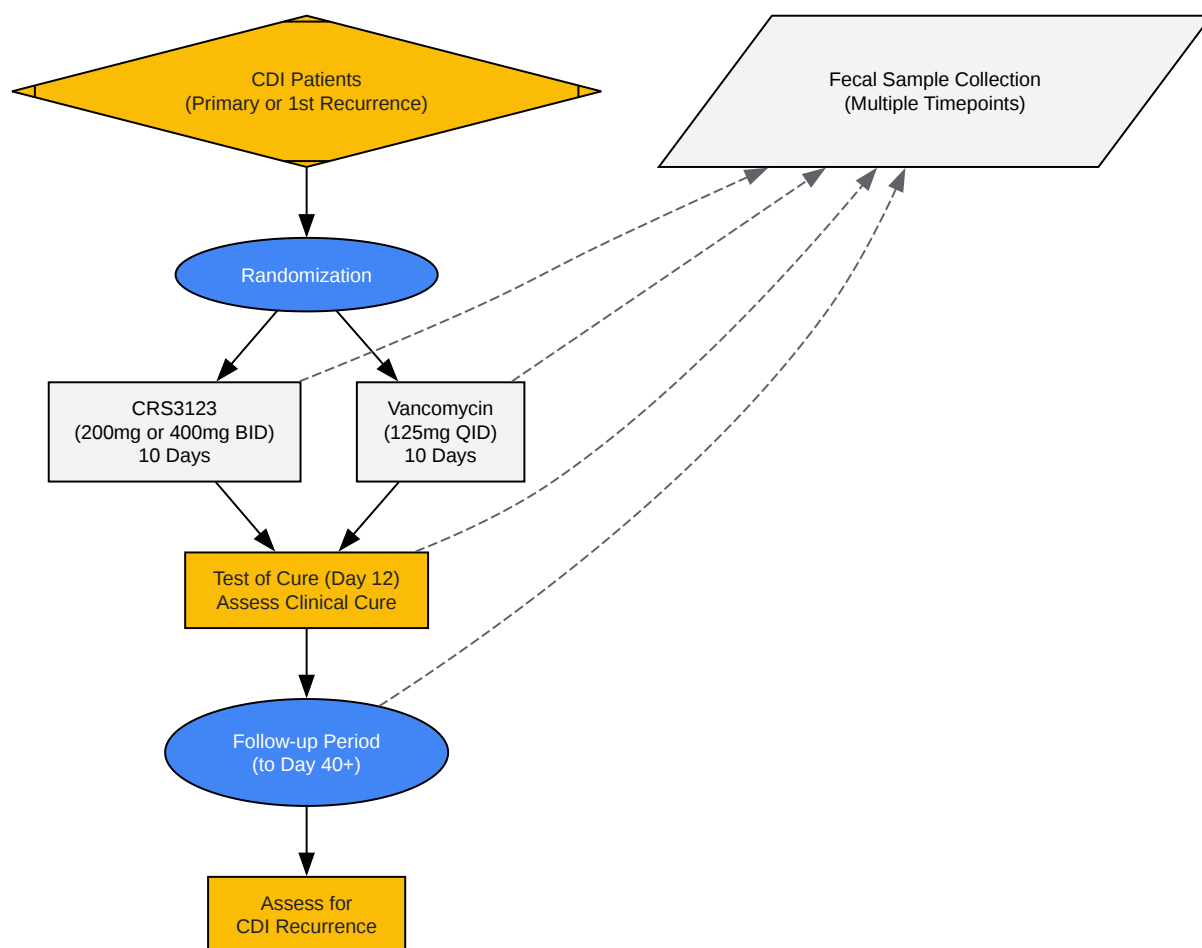 CDI Patients
(Primary or 1st Recurrence)
Fecal Sample Collection
(Multiple Timepoints)
Randomization
CRS3123
(200mg or 400mg BID)
10 Days
Vancomycin
(125mg QID)
10 Days
Test of Cure (Day 12)
Assess Clinical Cure
Follow-up Period
(to Day 40+)
Assess for
CDI Recurrence